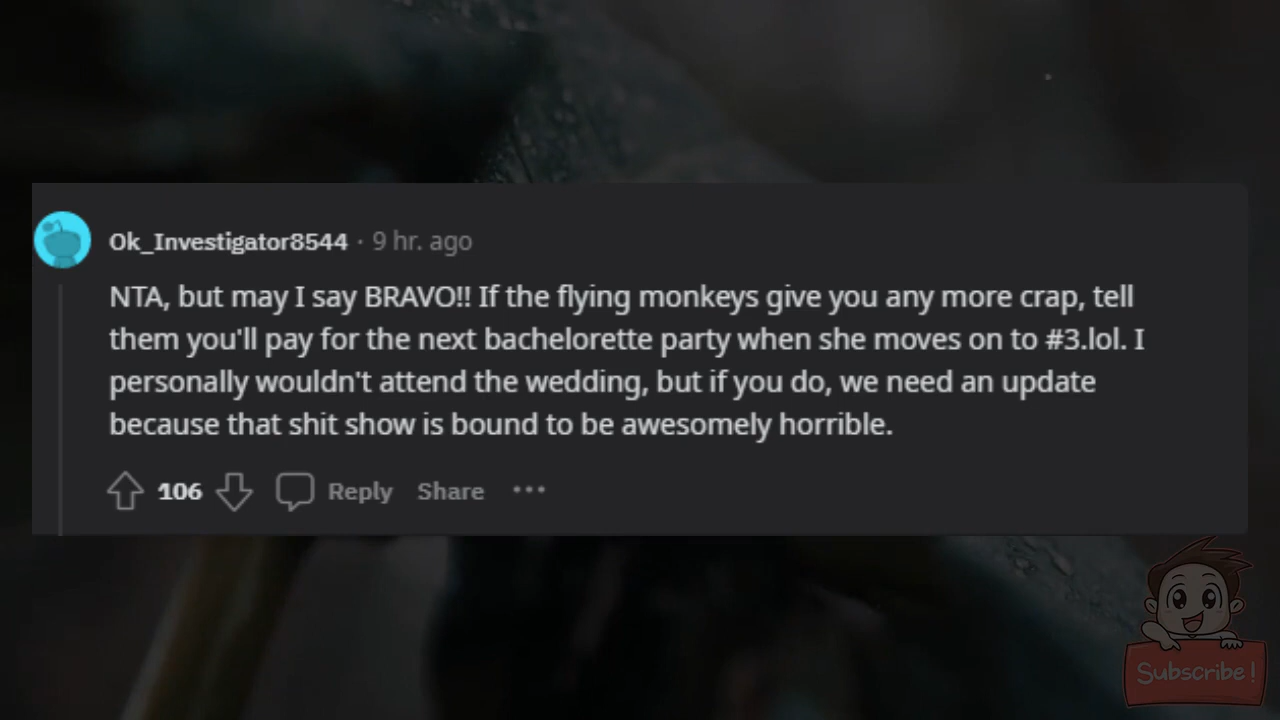 Ok_Investigator8544 · 9 hr. ago
NTA, but may I say BRAVO!! If the flying monkeys give you any more crap, tell
them you'll pay for the next bachelorette party when she moves on to #3.lol. I
personally wouldn't attend the wedding, but if you do, we need an update
because that shit show is bound to be awesomely horrible.
106 Reply Share ···
Subscribe!